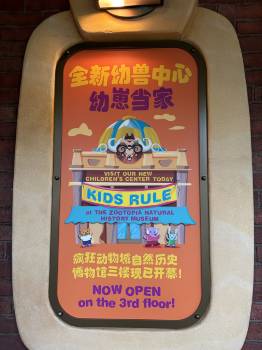 全新幼兽中心
幼崽当家
VISIT OUR NEW
CHILDREN'S CENTER TODAY
KIDS RULE
at THE ZOOTOPIA NATURAL
HISTORY MUSEUM
疯狂动物城自然历史
博物馆三楼现已开幕!
NOW OPEN
on the 3rd floor!